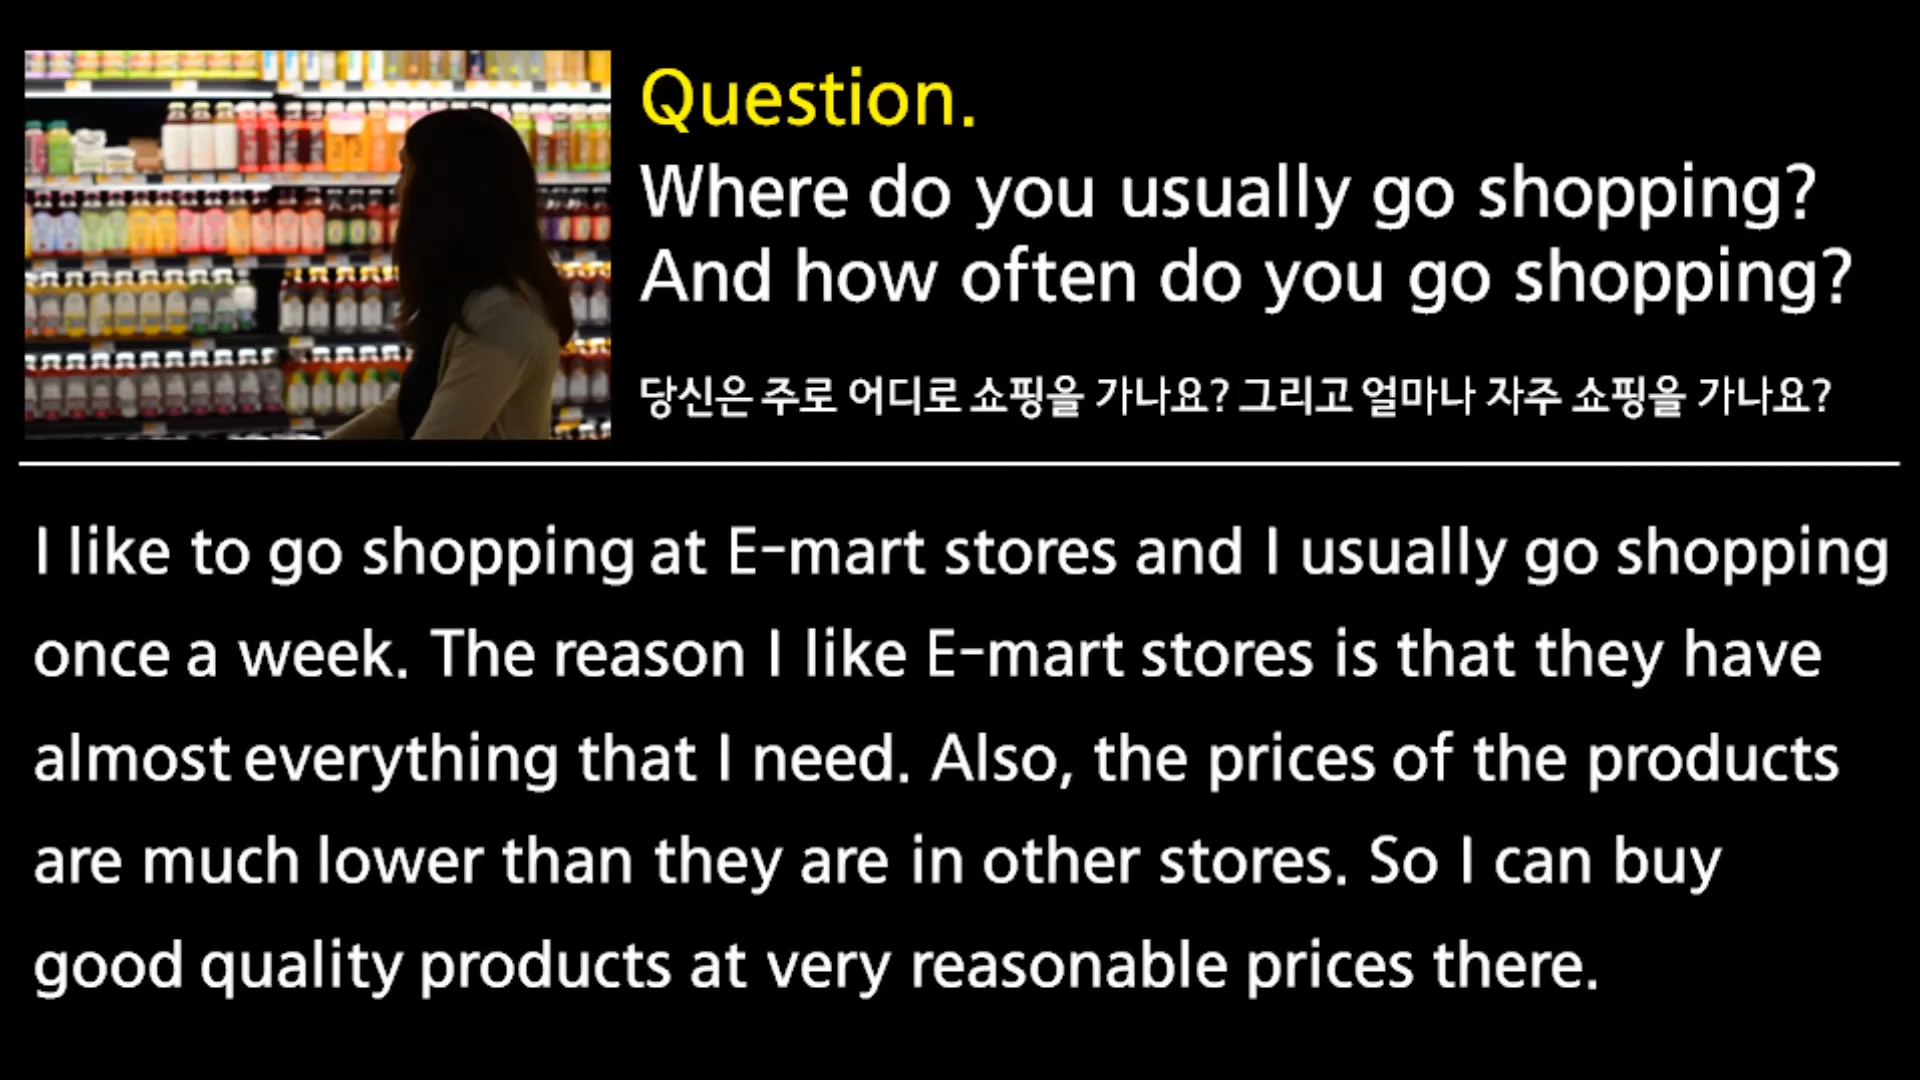 Question.
Where do you usually go shopping?
And how often do you go shopping?
당신은 주로 어디로 쇼핑을 가나요? 그리고 얼마나 자주 쇼핑을 가나요?
I like to go shopping at E-mart stores and I usually go shopping
once a week. The reason I like E-mart stores is that they have
almost everything that I need. Also, the prices of the products
are much lower than they are in other stores. So I can buy
good quality products at very reasonable prices there.